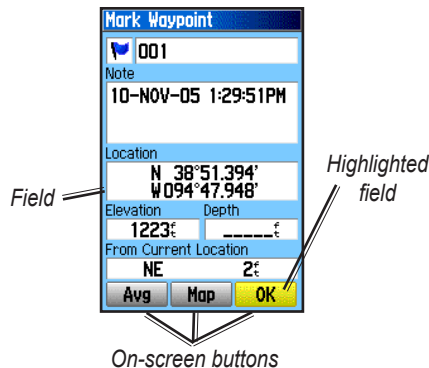 Mark Waypoint
001
Note
10-NOV-05 1:29:51PM
Location
N 38°51.394'
W094°47.948'
Elevation Depth
1223ft _____ft
From Current Location
NE 2ft
Avg Map OK
Field
Highlighted
field
On-screen buttons